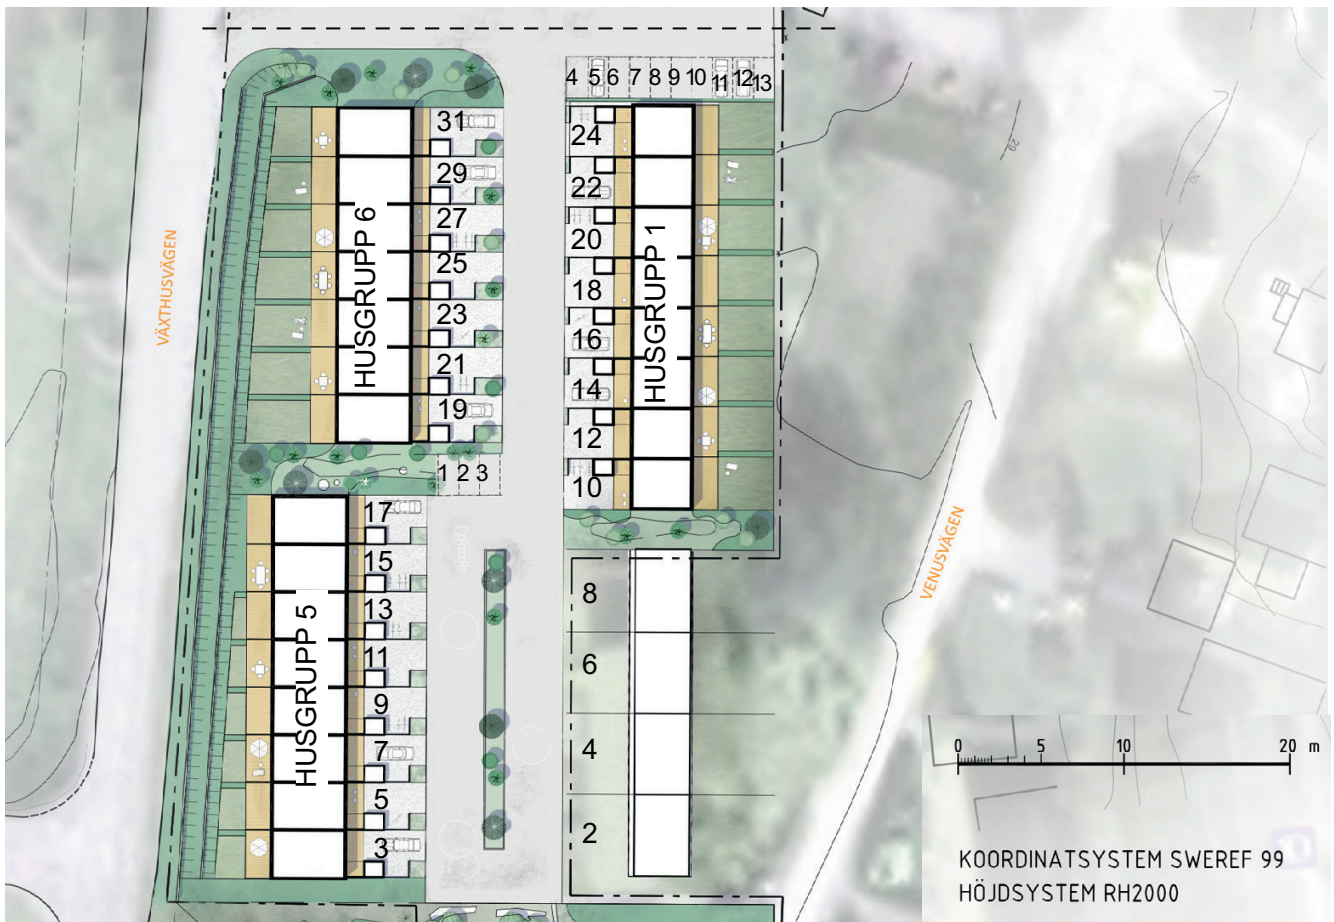 4 5 6 7 8 9 10 11 12 13
31
29
27
25
23
21
19
HUSGRUPP 6
24
22
20
18
16
14
12
10
HUSGRUPP 1
29
30
VÄXTHUSVÄGEN
1 2 3
17
15
13
11
9
7
5
3
HUSGRUPP 5
8
6
4
2
VENUSVÄGEN
0 5 10 20 m
KOORDINATSYSTEM SWEREF 99
HÖJDSYSTEM RH2000